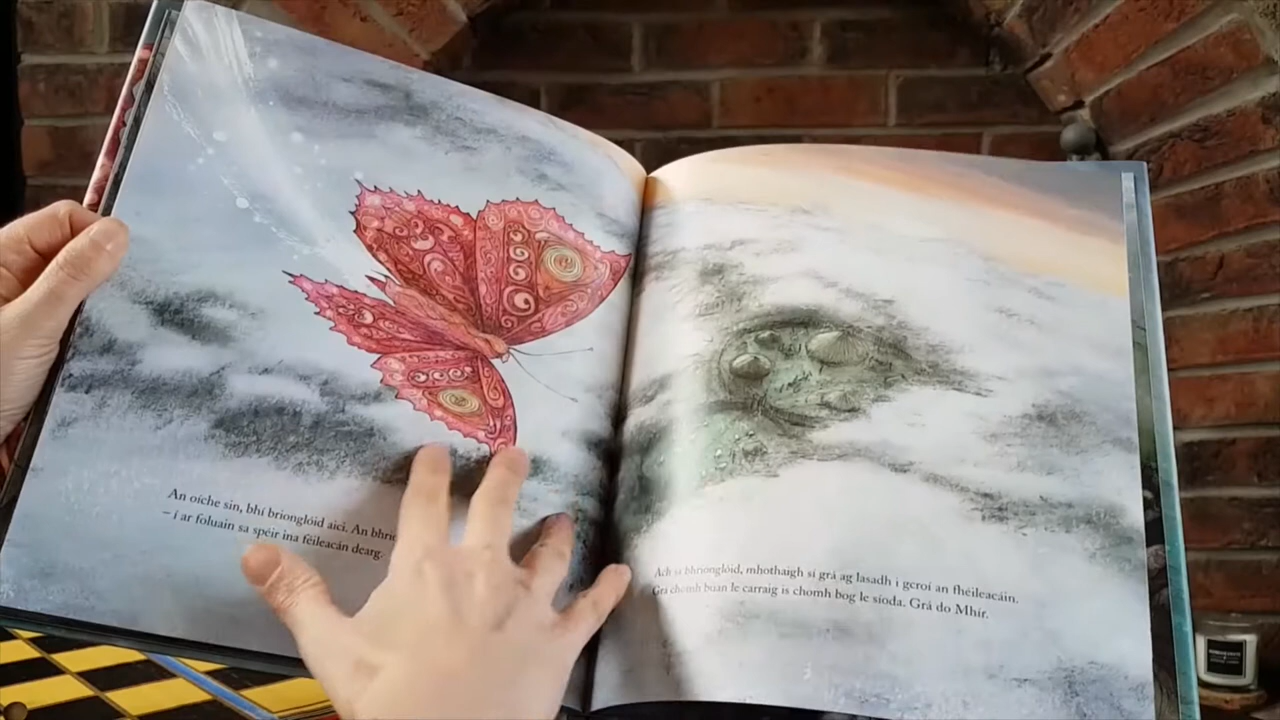 An oíche sin, bhí brionglóid aici. An
– í ar foluain sa spéir ina féileacán dearg.
Ach sa bhrionglóid, mhothaigh sí grá ag lasadh i gcroí an fhéileacáin.
Grá chomh buan le carraig is chomh bog le síoda. Grá do Mhír.